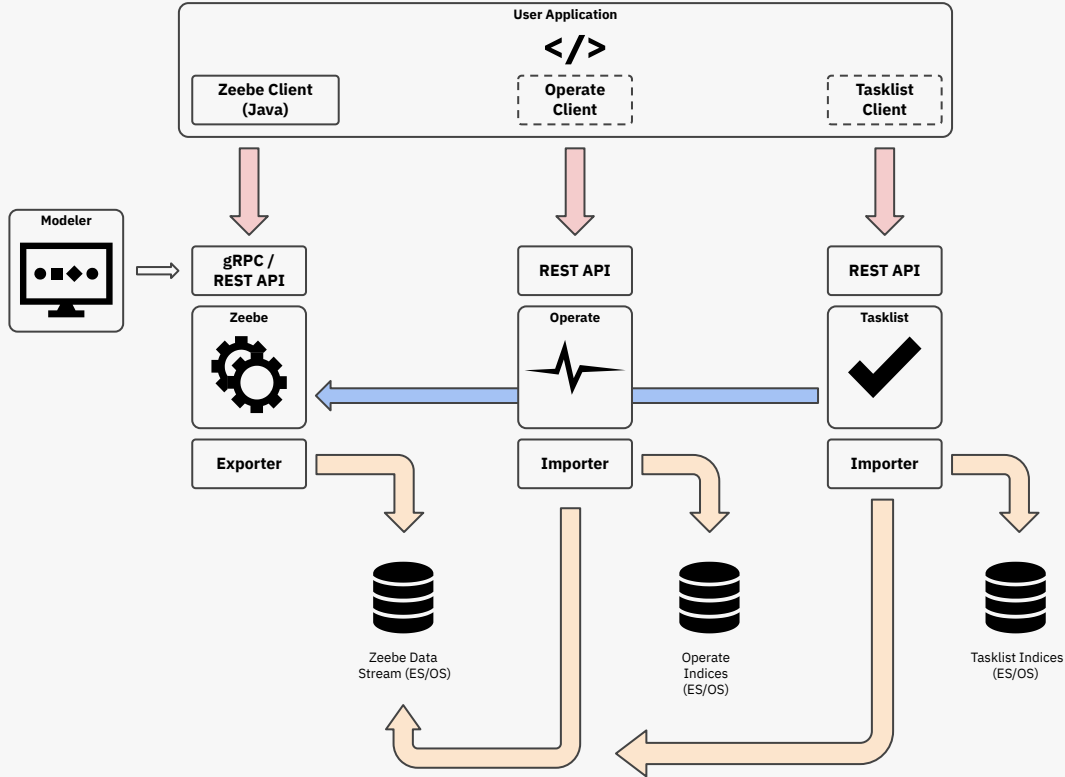 User Application
</>
Zeebe Client
(Java)
Operate
Client
Tasklist
Client
Modeler
gRPC /
REST API
REST API
REST API
Zeebe
Operate
Tasklist
Exporter
Importer
Importer
Zeebe Data
Stream (ES/OS)
Operate
Indices
(ES/OS)
Tasklist Indices
(ES/OS)